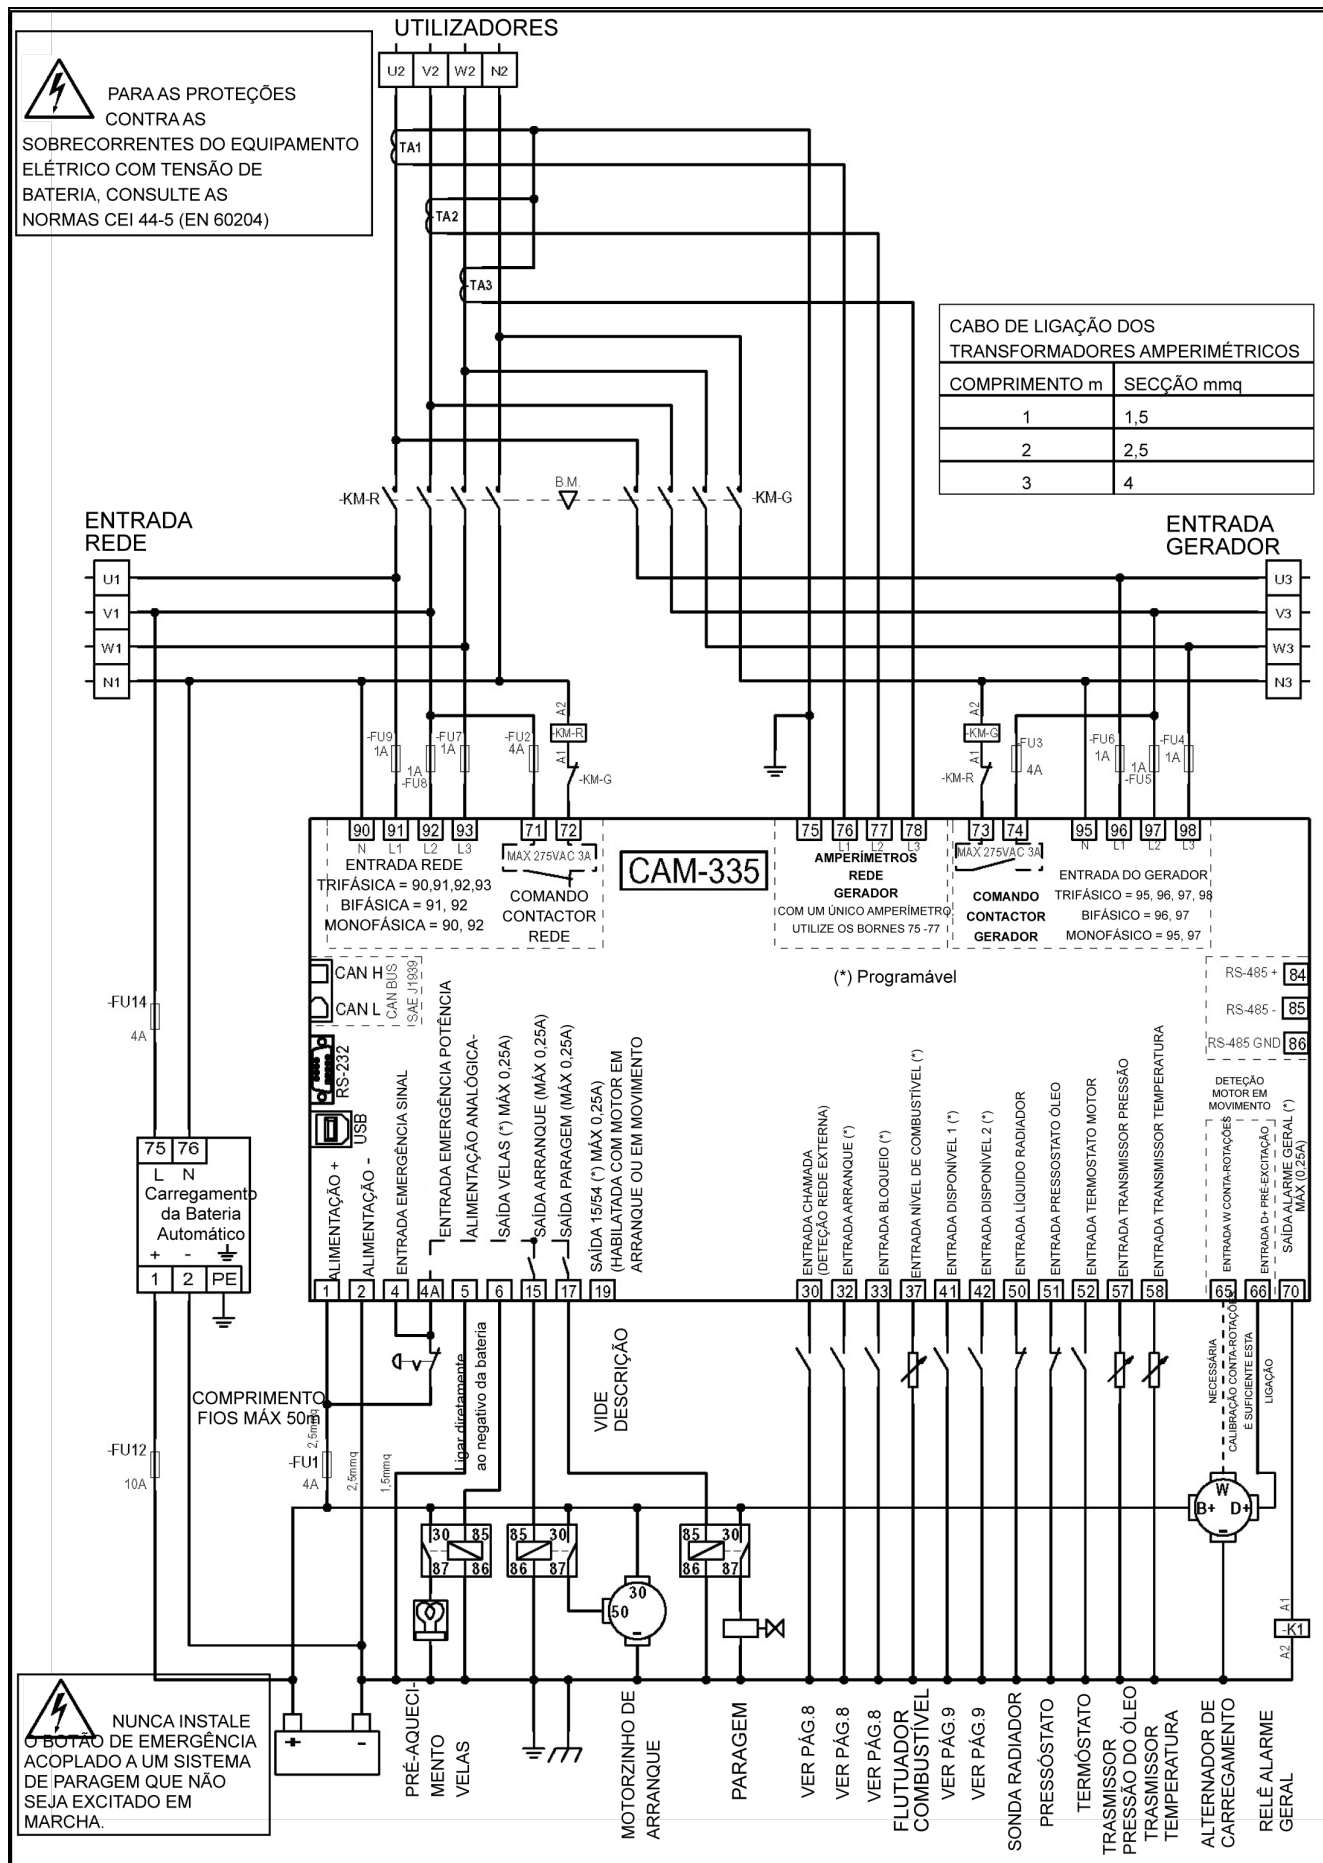 UTILIZADORES
U2 V2 W2 N2
PARA AS PROTEÇÕES
CONTRA AS
SOBRECORRENTES DO EQUIPAMENTO
ELÉTRICO COM TENSÃO DE
BATERIA, CONSULTE AS
NORMAS CEI 44-5 (EN 60204)
-TA1
-TA2
-TA3
CABO DE LIGAÇÃO DOS
TRANSFORMADORES AMPERIMÉTRICOS
COMPRIMENTO m SECÇÃO mmq
1 1,5
2 2,5
3 4
-KM-R
B.M.
-KM-G
ENTRADA
REDE
U1
V1
W1
N1
ENTRADA
GERADOR
U3
V3
W3
N3
-FU9
1A
1A
-FU8
-FU7
1A
-FU2
4A
A2
-KM-R
A1
-KM-G
A2
-KM-G
A1
-KM-R
-FU3
4A
-FU6
1A
1A
-FU5
-FU4
1A
90 91 92 93 71 72
N L1 L2 L3
MAX 275VAC 3A
ENTRADA REDE
TRIFÁSICA = 90,91,92,93
BIFÁSICA = 91, 92
MONOFÁSICA = 90, 92
COMANDO
CONTACTOR
REDE
CAM-335
75 76 77 78
L1 L2 L3
AMPERÍMETROS
REDE
GERADOR
COM UM ÚNICO AMPERÍMETRO
UTILIZE OS BORNES 75 -77
73 74 95 96 97 98
N L1 L2 L3
MAX 275VAC 3A
COMANDO
CONTACTOR
GERADOR
ENTRADA DO GERADOR
TRIFÁSICO = 95, 96, 97, 98
BIFÁSICO = 96, 97
MONOFÁSICO = 95, 97
(*) Programável
CAN H
CAN L
CAN BUS
SAE J1939
RS-232
USB
RS-485 + 84
RS-485 - 85
RS-485 GND 86
-FU14
4A
75 76
L N
Carregamento
da Bateria
Automático
+ -
1 2 PE
ALIMENTAÇÃO +
ALIMENTAÇÃO -
ENTRADA EMERGÊNCIA SINAL
ENTRADA EMERGÊNCIA POTÊNCIA
ALIMENTAÇÃO ANALÓGICA-
SAÍDA VELAS (*) MÁX 0,25A)
SAÍDA ARRANQUE (MÁX 0,25A)
SAÍDA PARAGEM (MÁX 0,25A)
SAÍDA 15/54 (*) MÁX 0,25A)
(HABILATADA COM MOTOR EM
ARRANQUE OU EM MOVIMENTO
ENTRADA CHAMADA
(DETEÇÃO REDE EXTERNA)
ENTRADA ARRANQUE (*)
ENTRADA BLOQUEIO (*)
ENTRADA NÍVEL DE COMBUSTÍVEL (*)
ENTRADA DISPONÍVEL 1 (*)
ENTRADA DISPONÍVEL 2 (*)
ENTRADA LÍQUIDO RADIADOR
ENTRADA PRESSOSTATO ÓLEO
ENTRADA TERMOSTATO MOTOR
ENTRADA TRANSMISSOR PRESSÃO
ENTRADA TRANSMISSOR TEMPERATURA
DETEÇÃO
MOTOR EM
MOVIMENTO
ENTRADA W CONTA-ROTAÇÕES
ENTRADA D+ PRÉ-EXCITAÇÃO
SAÍDA ALARME GERAL (*)
MÁX (0,25A)
1 2 4 4A 5 6 15 17 19
30 32 33 37 41 42 50 51 52 57 58 65 66 70
COMPRIMENTO
FIOS MÁX 50m
-FU12
10A
-FU1
4A
2,5mmq
2,5mmq
1,5mmq
Ligar diretamente
ao negativo da bateria
VIDE
DESCRIÇÃO
NECESSÁRIA
CALIBRAÇÃO CONTA-ROTAÇÕES
É SUFICIENTE ESTA
LIGAÇÃO
W
B+ D+
-
30 85
87 86
85 30
86 87
30
50
-
85 30
86 87
A1
-K1
A2
+ -
NUNCA INSTALE
O BOTÃO DE EMERGÊNCIA
ACOPLADO A UM SISTEMA
DE PARAGEM QUE NÃO
SEJA EXCITADO EM
MARCHA.
PRÉ-AQUECI-
MENTO
VELAS
MOTORZINHO DE
ARRANQUE
PARAGEM
VER PÁG.8
VER PÁG.8
VER PÁG.8
FLUTUADOR
COMBUSTÍVEL
VER PÁG.9
VER PÁG.9
SONDA RADIADOR
PRESSÓSTATO
TERMÓSTATO
TRASMISSOR
PRESSÃO DO ÓLEO
TRASMISSOR
TEMPERATURA
ALTERNADOR DE
CARREGAMENTO
RELÊ ALARME
GERAL